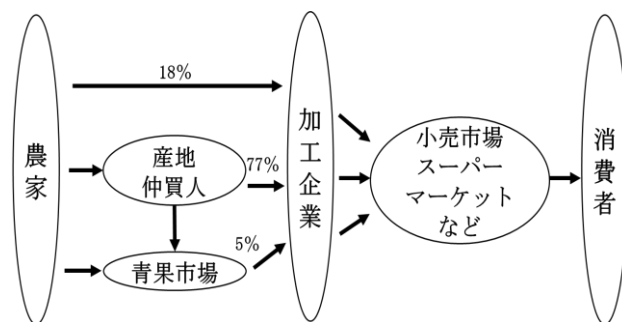 農家
18%
産地
仲買人
77%
青果市場
5%
加工企業
小売市場
スーパー
マーケット
など
消費者